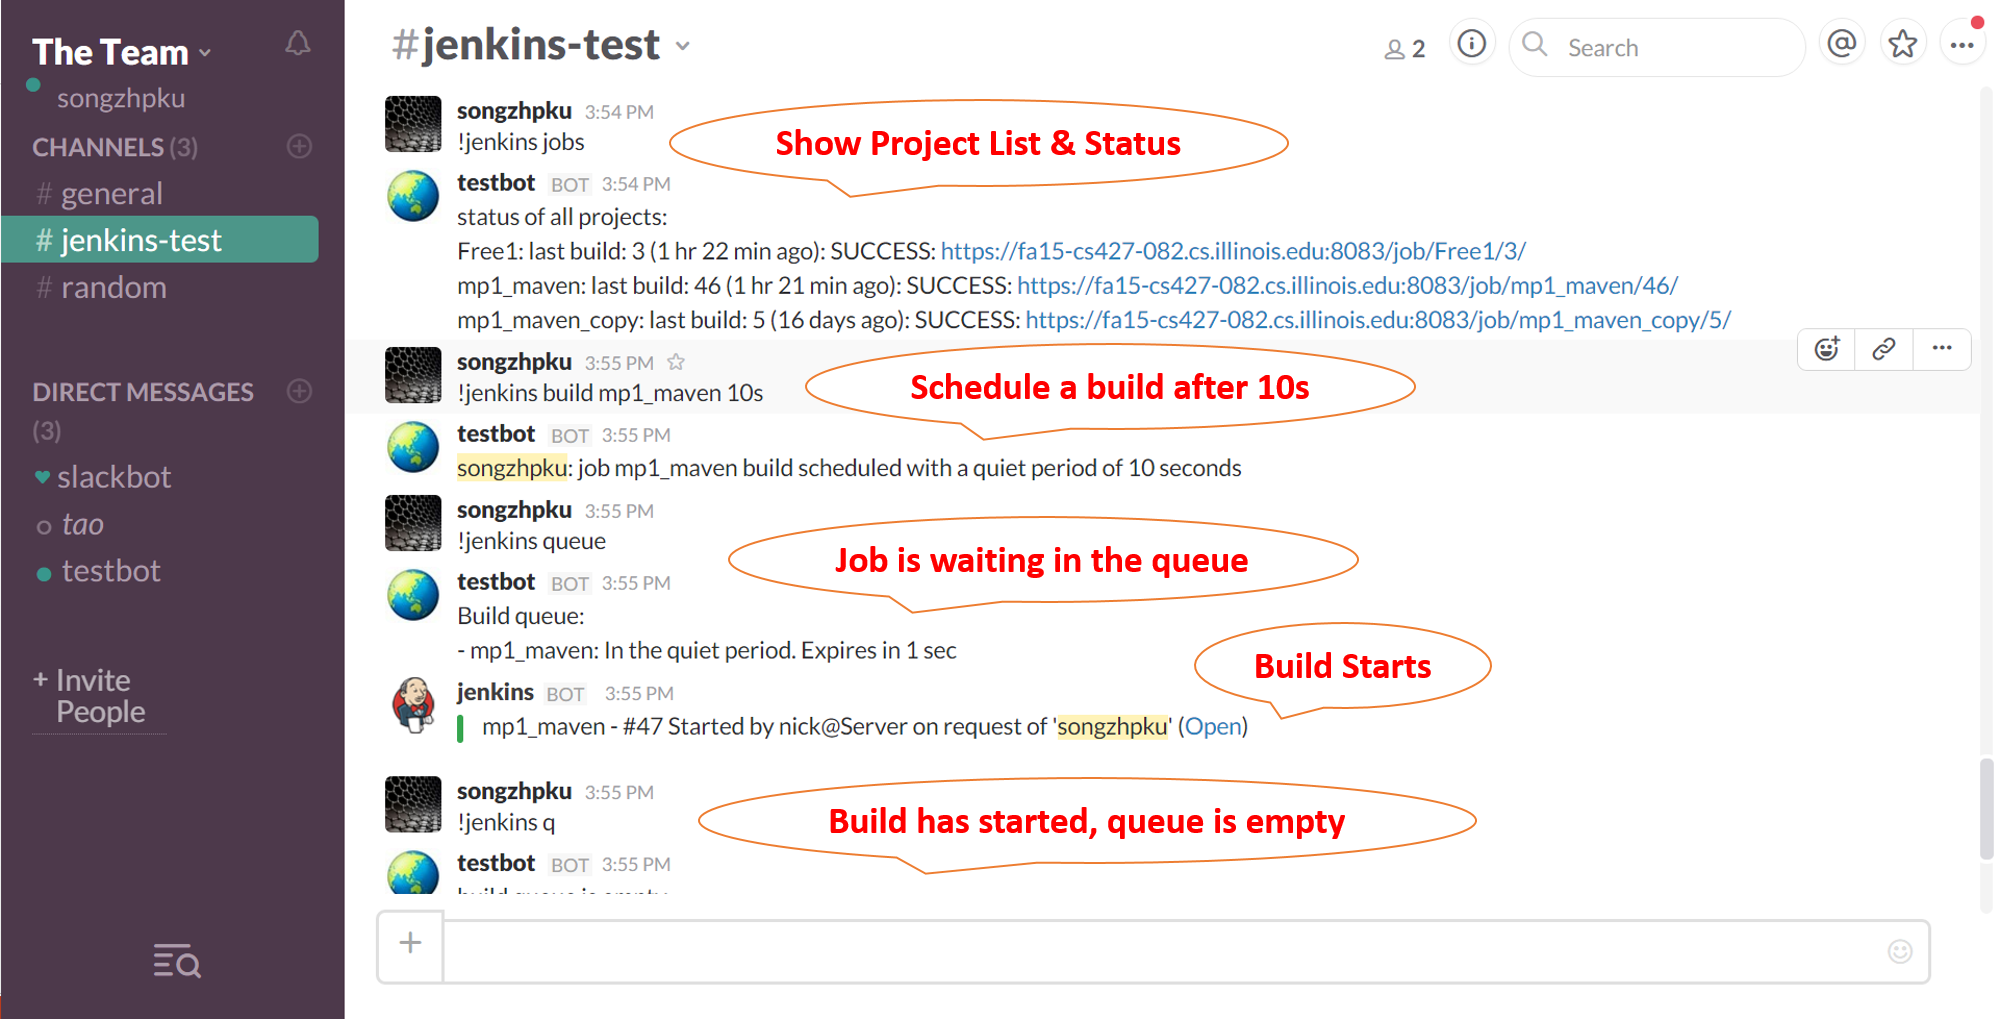 The Team
songzhpku
CHANNELS (3)
# general
# jenkins-test
# random
DIRECT MESSAGES
(3)
slackbot
tao
testbot
+ Invite
People
#jenkins-test
2
Search
@
songzhpku 3:54 PM
!jenkins jobs
Show Project List & Status
testbot BOT 3:54 PM
status of all projects:
Free1: last build: 3 (1 hr 22 min ago): SUCCESS: https://fa15-cs427-082.cs.illinois.edu:8083/job/Free1/3/
mp1_maven: last build: 46 (1 hr 21 min ago): SUCCESS: https://fa15-cs427-082.cs.illinois.edu:8083/job/mp1_maven/46/
mp1_maven_copy: last build: 5 (16 days ago): SUCCESS: https://fa15-cs427-082.cs.illinois.edu:8083/job/mp1_maven_copy/5/
songzhpku 3:55 PM
!jenkins build mp1_maven 10s
Schedule a build after 10s
testbot BOT 3:55 PM
songzhpku: job mp1_maven build scheduled with a quiet period of 10 seconds
songzhpku 3:55 PM
!jenkins queue
Job is waiting in the queue
testbot BOT 3:55 PM
Build queue:
- mp1_maven: In the quiet period. Expires in 1 sec
Build Starts
jenkins BOT 3:55 PM
mp1_maven - #47 Started by nick@Server on request of 'songzhpku' (Open)
songzhpku 3:55 PM
!jenkins q
Build has started, queue is empty
testbot BOT 3:55 PM
build queue is empty